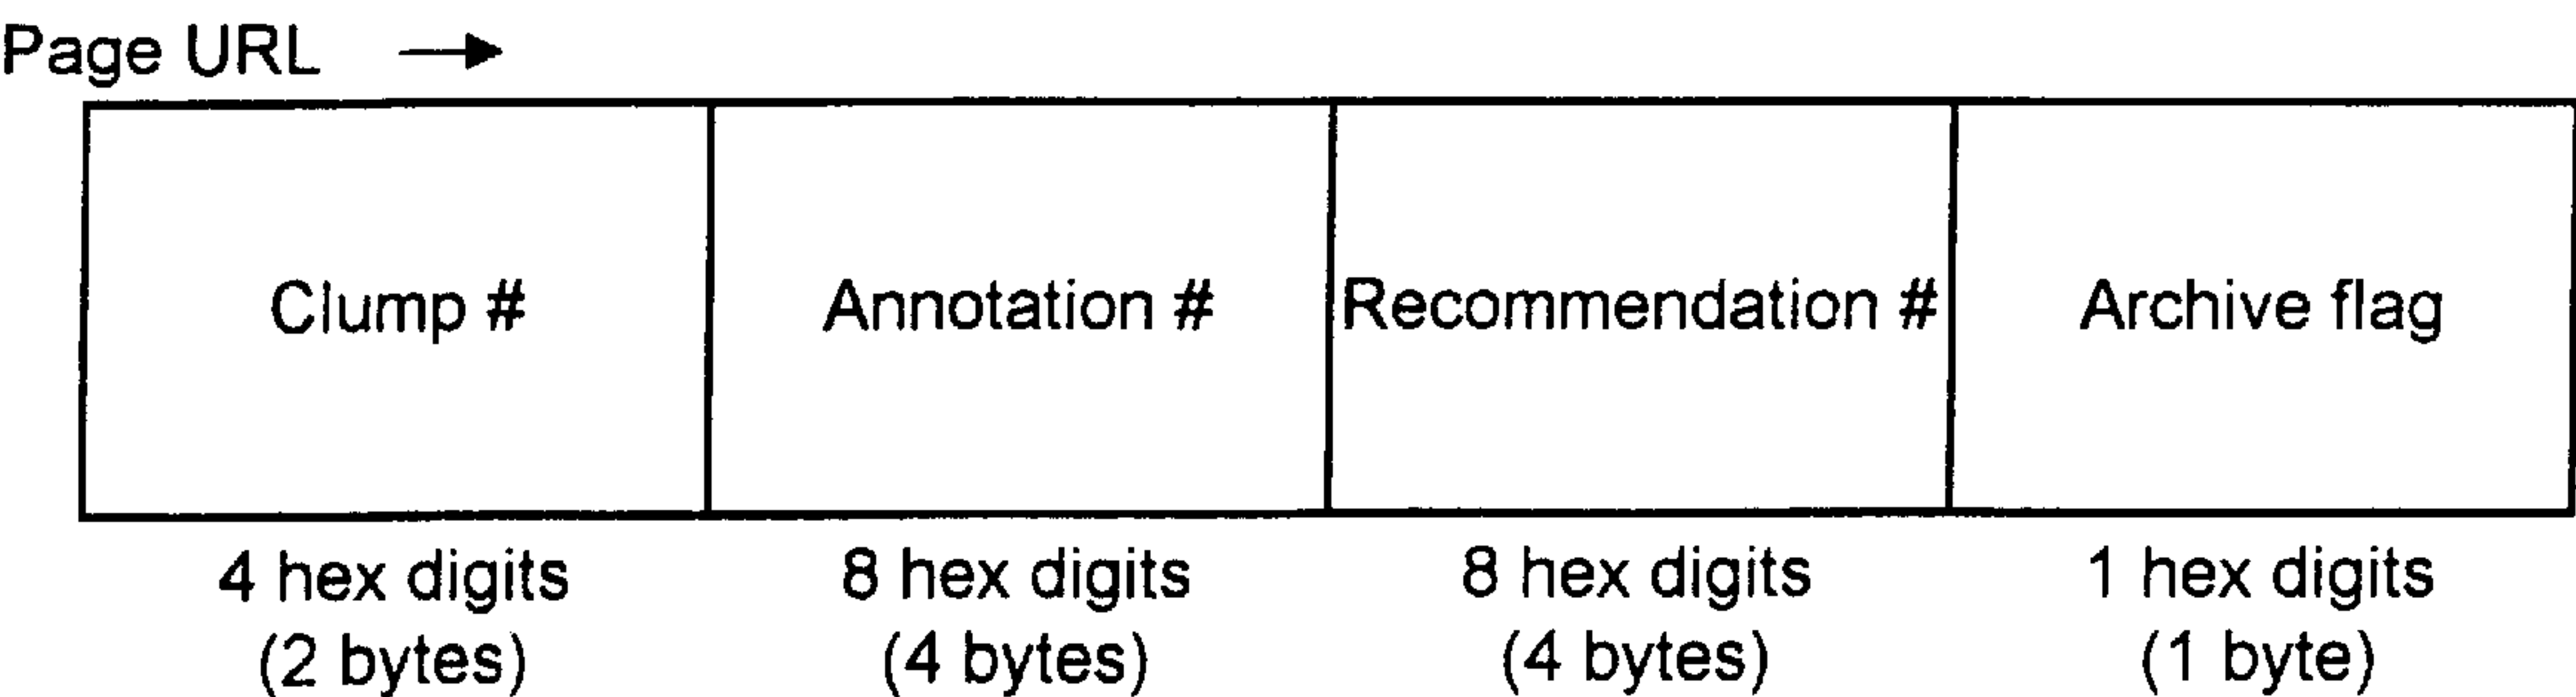 Page URL →
Clump # Annotation # Recommendation # Archive flag
4 hex digits 8 hex digits 8 hex digits 1 hex digits
(2 bytes) (4 bytes) (4 bytes) (1 byte)